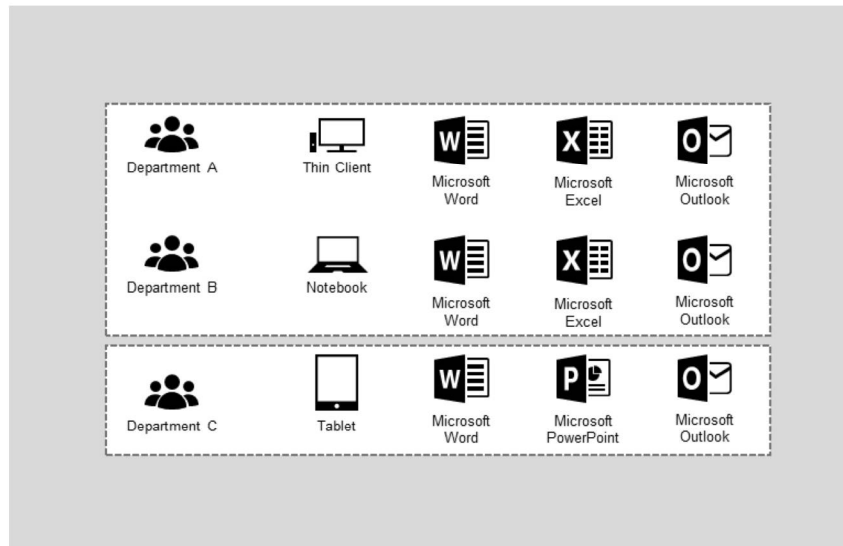 Department A
Thin Client
Microsoft
Word
Microsoft
Excel
Microsoft
Outlook
Department B
Notebook
Microsoft
Word
Microsoft
Excel
Microsoft
Outlook
Department C
Tablet
Microsoft
Word
Microsoft
PowerPoint
Microsoft
Outlook
W
X
O
W
X
O
W
P
O